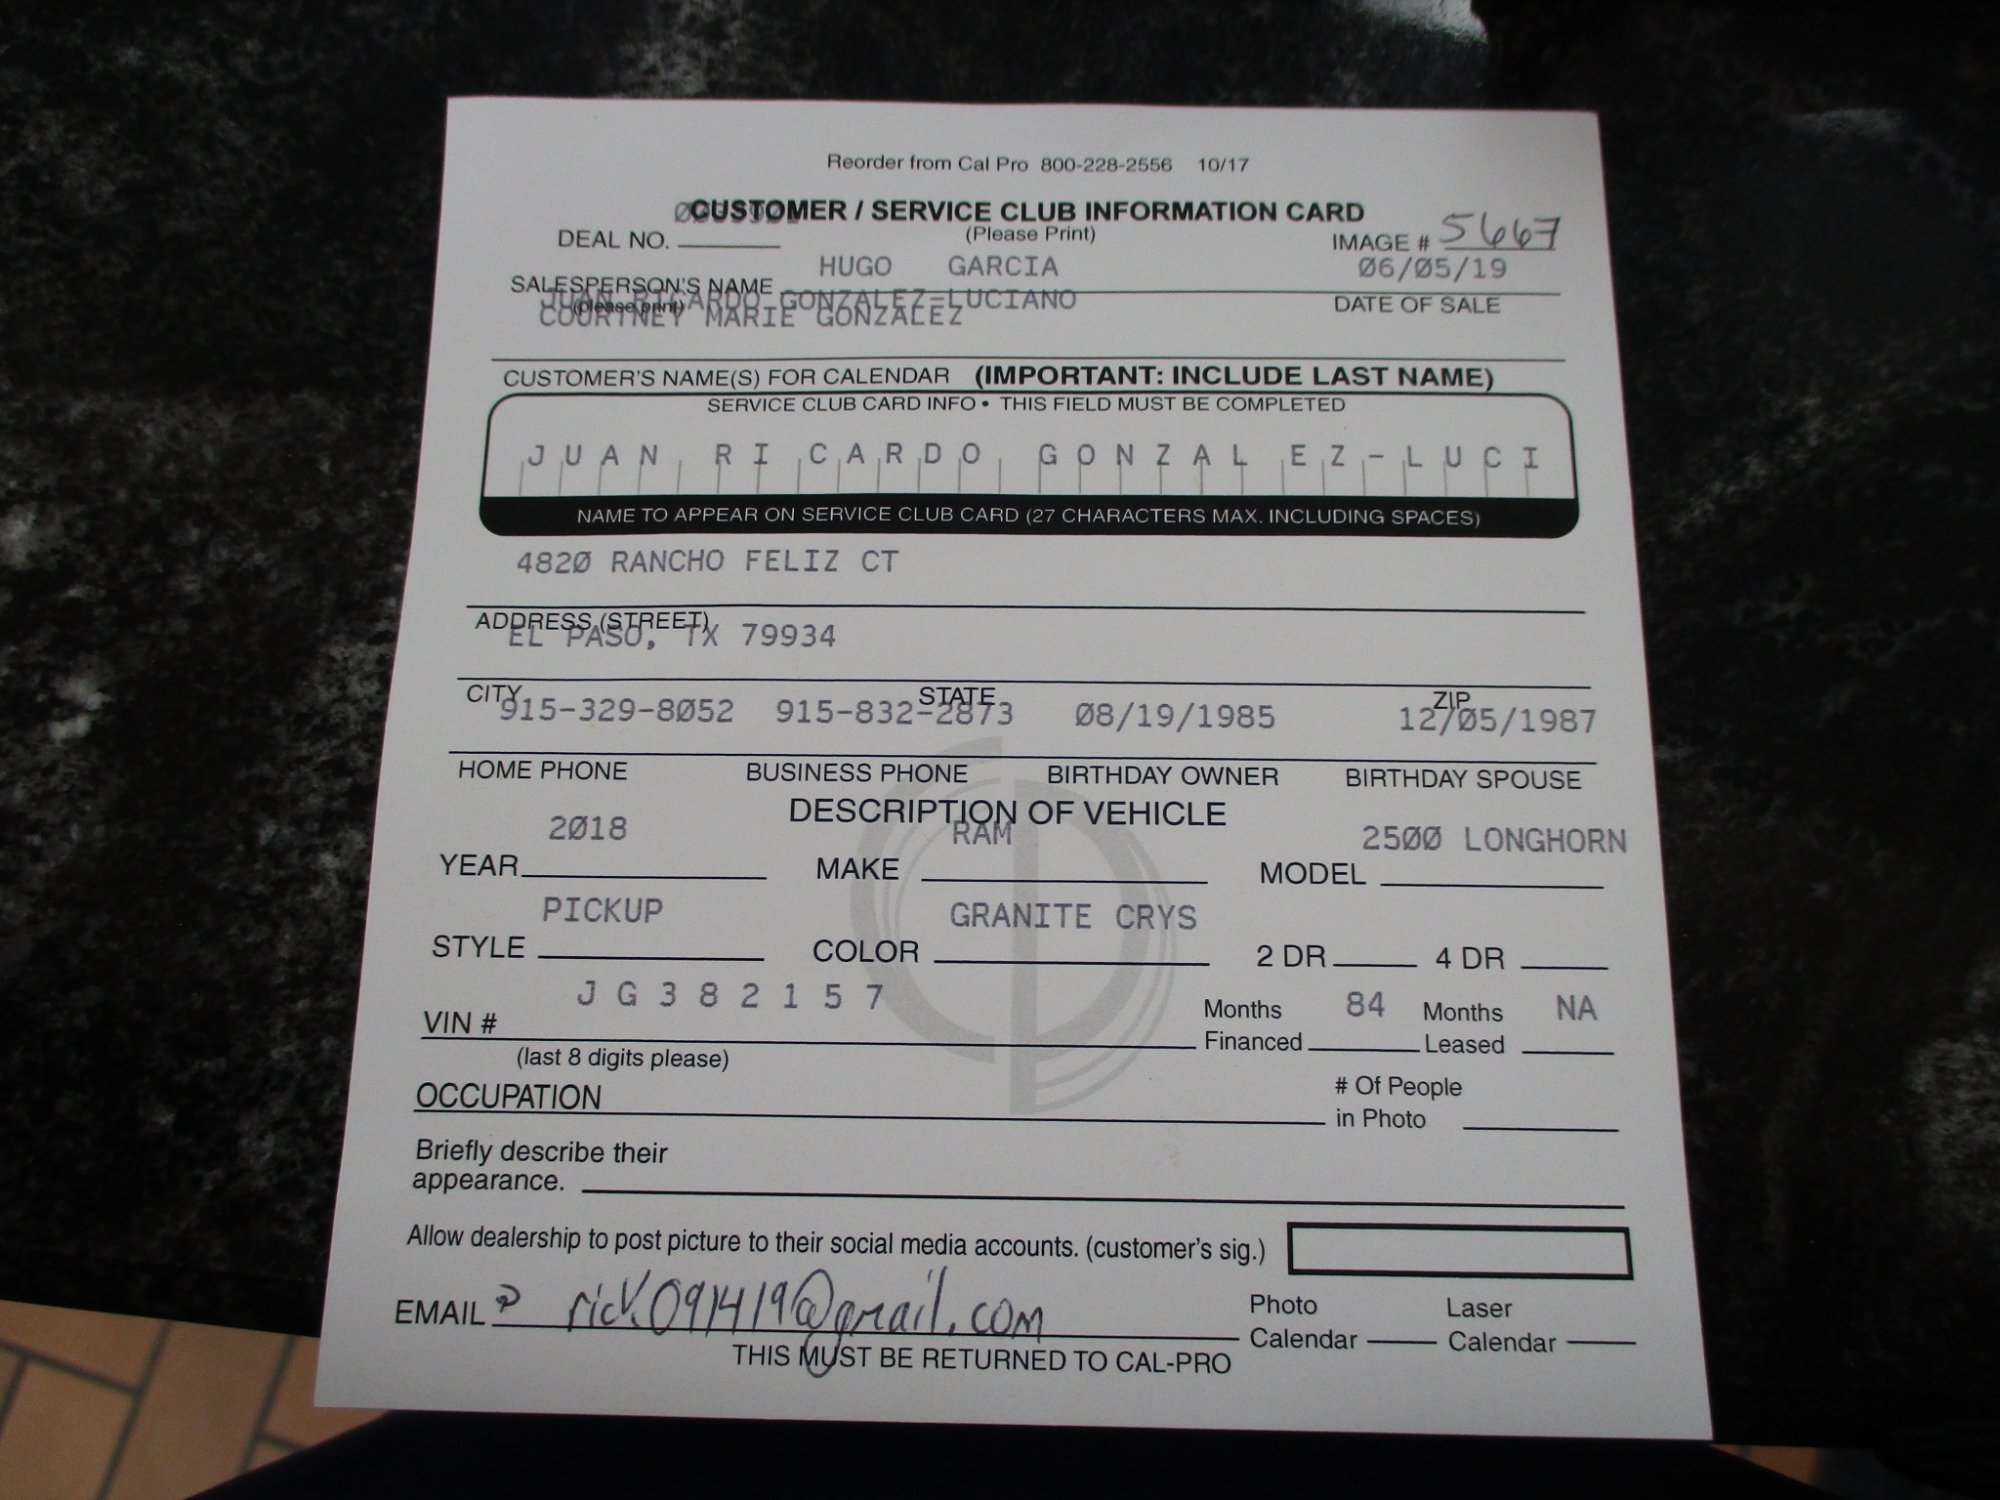 Reorder from Cal Pro 800-228-2556 10/17
CUSTOMER / SERVICE CLUB INFORMATION CARD
(Please Print)
DEAL NO.
IMAGE # 5667
HUGO GARCIA 06/05/19
SALESPERSON'S NAME
(please print)
DATE OF SALE
JUAN RICARDO GONZALEZ-LUCIANO
COURTNEY MARIE GONZALEZ
CUSTOMER'S NAME(S) FOR CALENDAR (IMPORTANT: INCLUDE LAST NAME)
SERVICE CLUB CARD INFO • THIS FIELD MUST BE COMPLETED
JUAN RICARDO GONZALEZ-LUCI
NAME TO APPEAR ON SERVICE CLUB CARD (27 CHARACTERS MAX. INCLUDING SPACES)
4820 RANCHO FELIZ CT
ADDRESS (STREET)
EL PASO, TX 79934
CITY STATE ZIP
915-329-8052 915-832-2873 08/19/1985 12/05/1987
HOME PHONE BUSINESS PHONE BIRTHDAY OWNER BIRTHDAY SPOUSE
DESCRIPTION OF VEHICLE
2018 RAM 2500 LONGHORN
YEAR MAKE MODEL
PICKUP GRANITE CRYS
STYLE COLOR 2 DR 4 DR
JG382157
VIN #
(last 8 digits please)
Months Financed 84 Months Leased NA
OCCUPATION
# Of People in Photo
Briefly describe their
appearance.
Allow dealership to post picture to their social media accounts. (customer's sig.)
EMAIL rick.091419@gmail.com
Photo Calendar Laser Calendar
THIS MUST BE RETURNED TO CAL-PRO